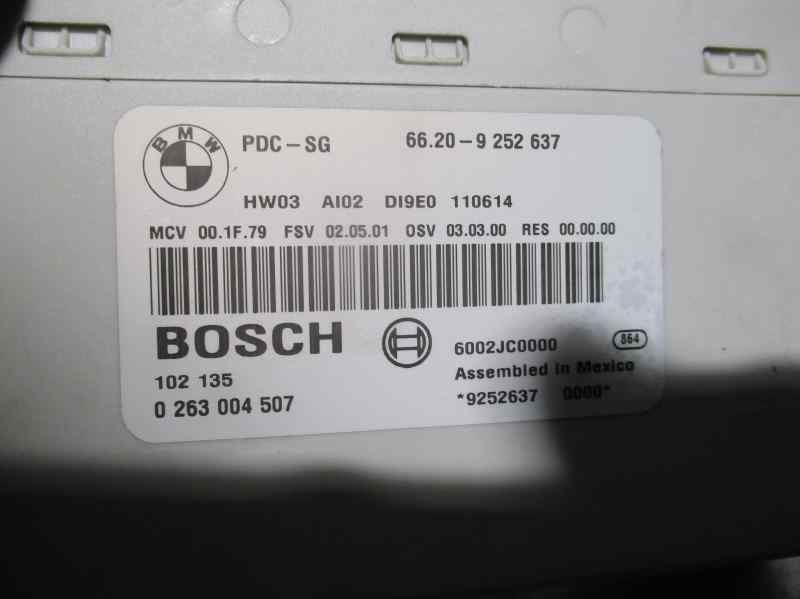 BMW PDC-SG 66.20-9 252 637
HW03 AI02 DI9E0 110614
MCV 00.1F.79 FSV 02.05.01 OSV 03.03.00 RES 00.00.00
BOSCH
6002JC0000 864
Assembled in Mexico
102 135
*9252637 0000*
0 263 004 507